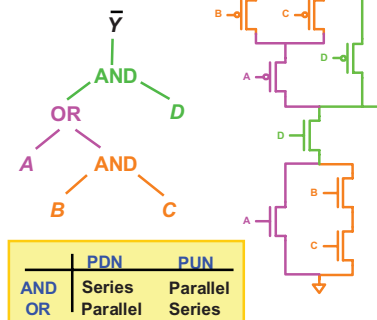 Y̅
AND
OR
D
A
AND
B
C
PDN PUN
AND Series Parallel
OR Parallel Series
B
C
A
D
D
A
B
C